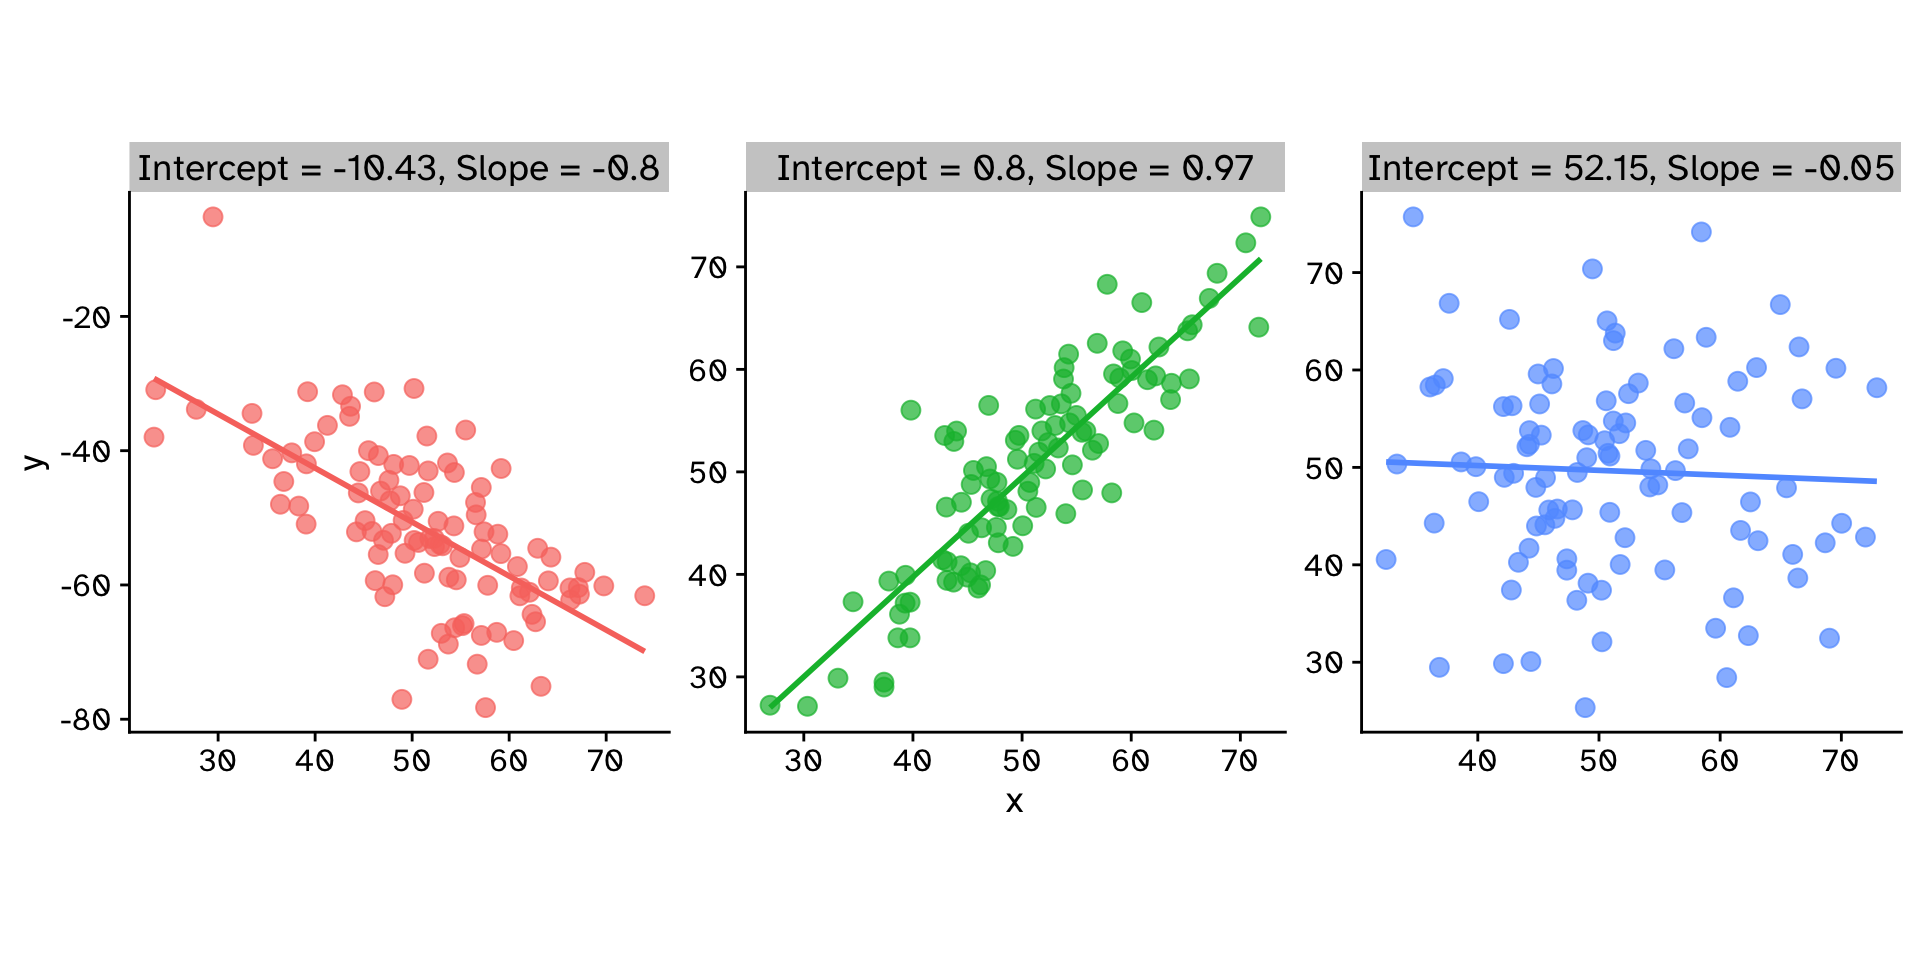 Intercept = -10.43, Slope = -0.8
Intercept = 0.8, Slope = 0.97
Intercept = 52.15, Slope = -0.05
y
-20
-40
-60
-80
30 40 50 60 70
70
60
50
40
30
30 40 50 60 70
70
60
50
40
30
40 50 60 70
x